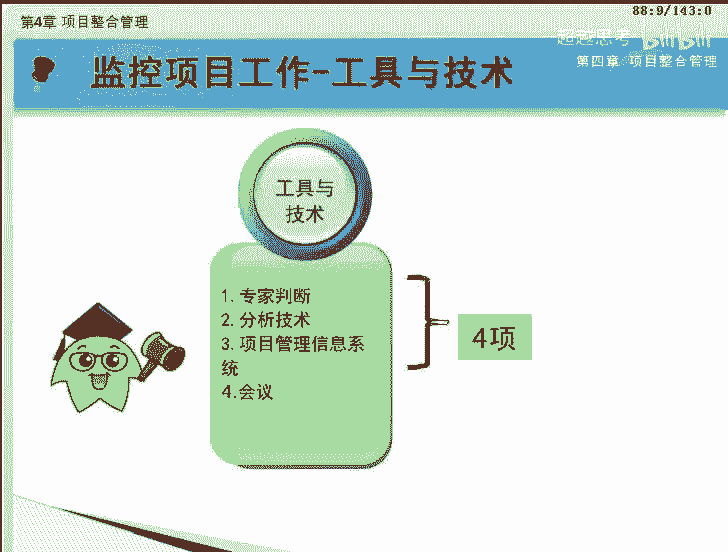 88:9/143:0
第4章 项目整合管理
超越思考 bilibili
第四章 项目整合管理
监控项目工作-工具与技术
工具与
技术
1.专家判断
2.分析技术
3.项目管理信息系
统
4.会议
4项